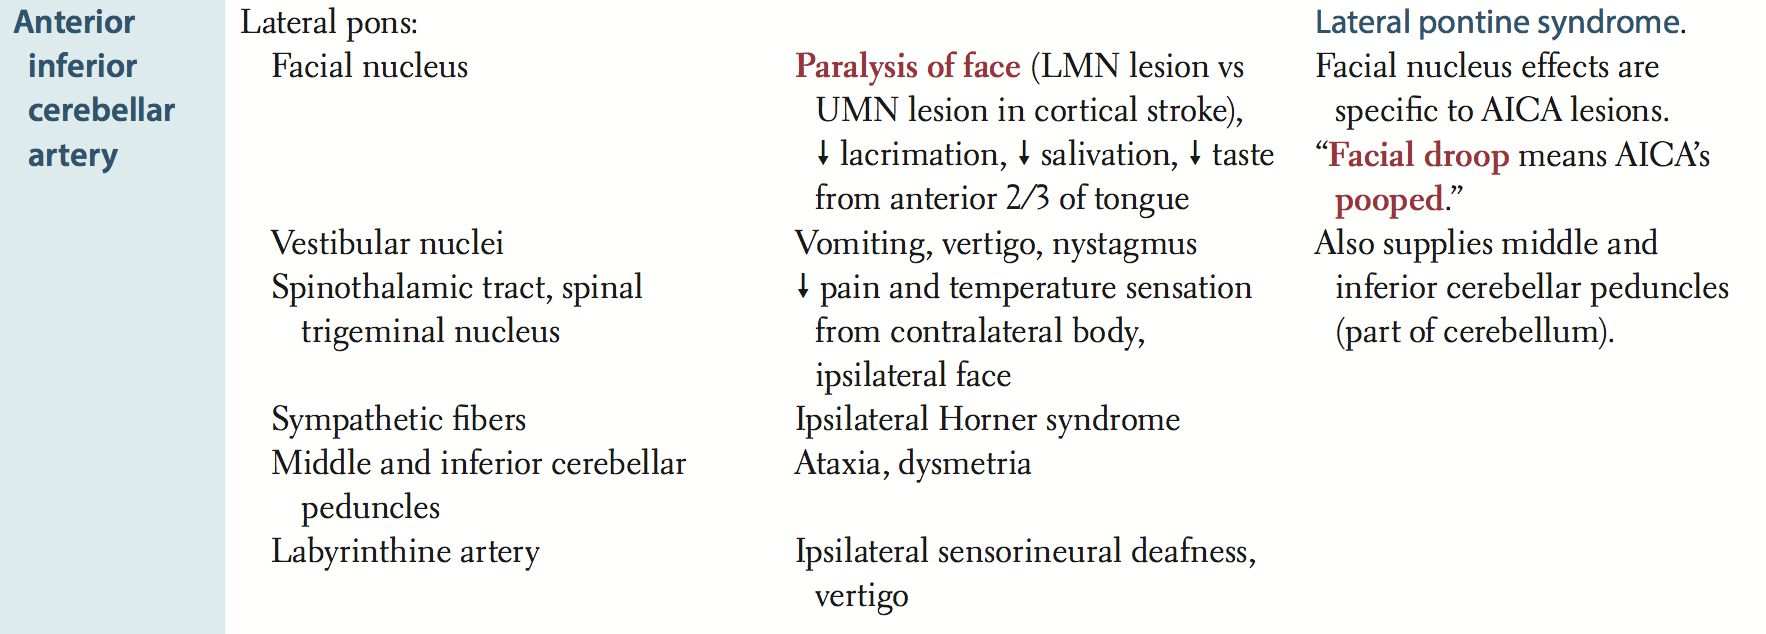 Anterior
inferior
cerebellar
artery
Lateral pons:
Facial nucleus
Paralysis of face (LMN lesion vs
UMN lesion in cortical stroke),
↓ lacrimation, ↓ salivation, ↓ taste
from anterior 2/3 of tongue
Vestibular nuclei
Vomiting, vertigo, nystagmus
Spinothalamic tract, spinal
trigeminal nucleus
↓ pain and temperature sensation
from contralateral body,
ipsilateral face
Sympathetic fibers
Ipsilateral Horner syndrome
Middle and inferior cerebellar
peduncles
Ataxia, dysmetria
Labyrinthine artery
Ipsilateral sensorineural deafness,
vertigo
Lateral pontine syndrome.
Facial nucleus effects are
specific to AICA lesions.
“Facial droop means AICA’s
pooped.”
Also supplies middle and
inferior cerebellar peduncles
(part of cerebellum).